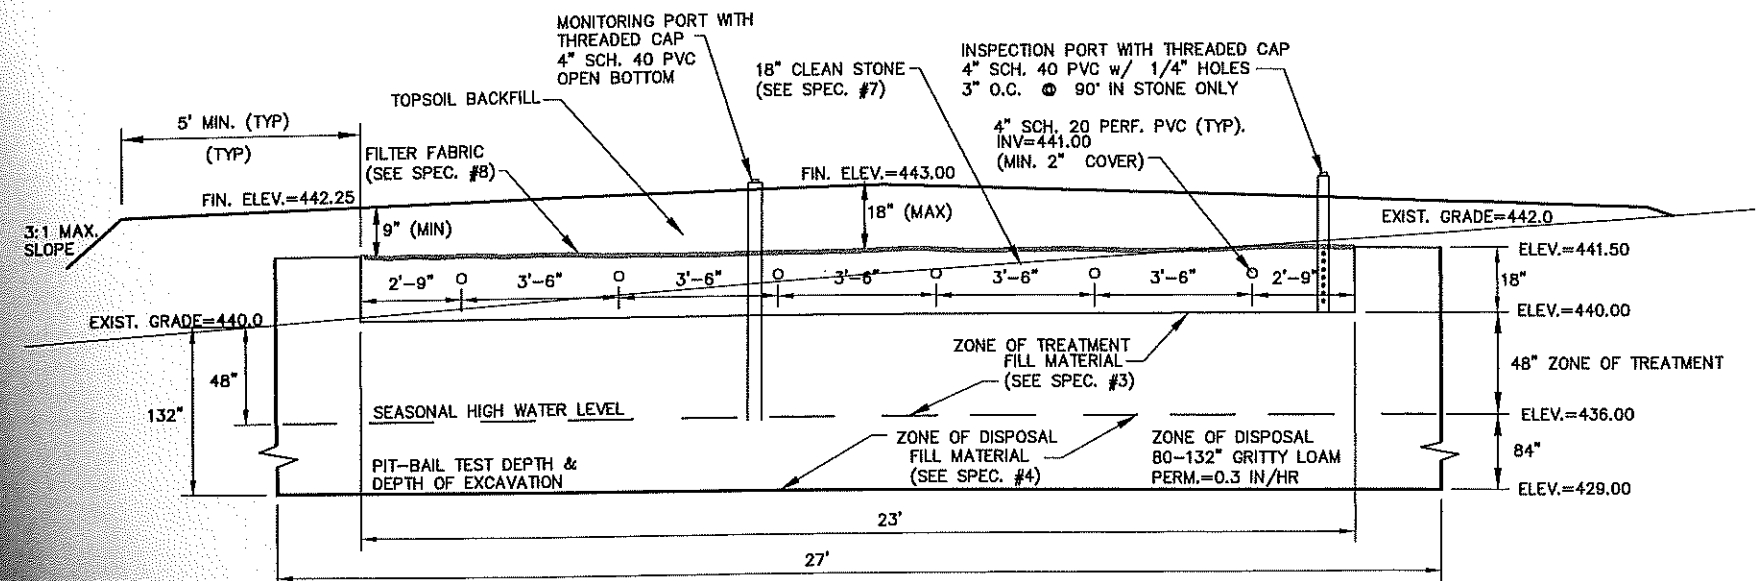 MONITORING PORT WITH
THREADED CAP
4" SCH. 40 PVC
OPEN BOTTOM
18" CLEAN STONE
(SEE SPEC. #7)
INSPECTION PORT WITH THREADED CAP
4" SCH. 40 PVC w/ 1/4" HOLES
3" O.C. @ 90° IN STONE ONLY
TOPSOIL BACKFILL
5' MIN. (TYP)
(TYP)
4" SCH. 20 PERF. PVC (TYP).
INV=441.00
(MIN. 2" COVER)
FILTER FABRIC
(SEE SPEC. #8)
FIN. ELEV.=442.25
FIN. ELEV.=443.00
3:1 MAX.
SLOPE
9" (MIN)
18" (MAX)
EXIST. GRADE=442.0
ELEV.=441.50
2'-9"
3'-6"
3'-6"
3'-6"
3'-6"
3'-6"
2'-9"
18"
EXIST. GRADE=440.0
ELEV.=440.00
ZONE OF TREATMENT
FILL MATERIAL
(SEE SPEC. #3)
48"
48" ZONE OF TREATMENT
132"
SEASONAL HIGH WATER LEVEL
ELEV.=436.00
ZONE OF DISPOSAL
FILL MATERIAL
(SEE SPEC. #4)
ZONE OF DISPOSAL
80-132" GRITTY LOAM
PERM.=0.3 IN/HR
84"
PIT-BAIL TEST DEPTH &
DEPTH OF EXCAVATION
ELEV.=429.00
23'
27'